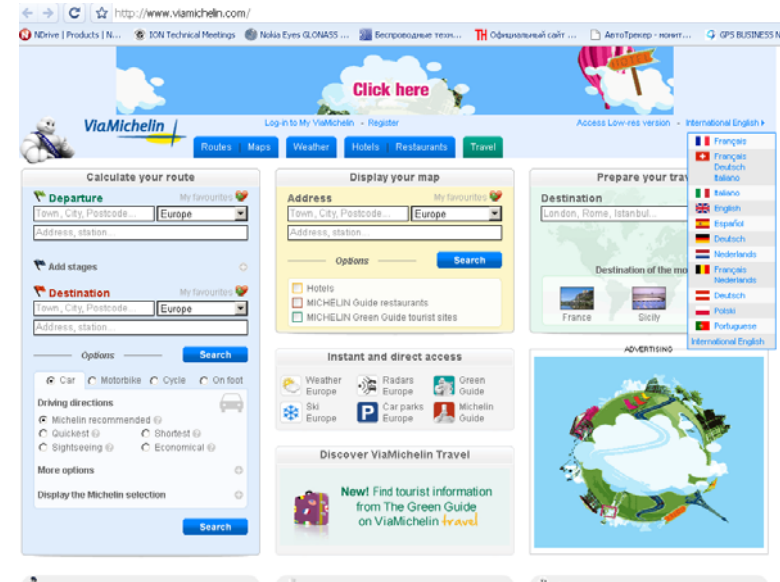 http://www.viamichelin.com/
NDrive | Products | N... ION Technical Meetings Nokia Eyes GLONASS ... Беспроводные техн... Официальный сайт ... АвтоТрекер - монит... GPS BUSINESS N
Click here
ViaMichelin
Log-in to My ViaMichelin - Register
Access Low-res version - International English
Routes | Maps Weather Hotels | Restaurants Travel
Français
Français
Deutsch
Italiano
Italiano
English
Español
Deutsch
Nederlands
Français
Nederlands
Deutsch
Polski
Portuguese
International English
Calculate your route
Departure My favourites
Town, City, Postcode... Europe
Address, station...
Add stages
Destination My favourites
Town, City, Postcode... Europe
Address, station...
Options Search
Car Motorbike Cycle On foot
Driving directions
Michelin recommended
Quickest Shortest
Sightseeing Economical
More options
Display the Michelin selection
Search
Display your map
Address My favourites
Town, City, Postcode... Europe
Address, station...
Options Search
Hotels
MICHELIN Guide restaurants
MICHELIN Green Guide tourist sites
Instant and direct access
Weather Europe
Radars Europe
Green Guide
Ski Europe
Car parks Europe
Michelin Guide
Discover ViaMichelin Travel
New! Find tourist information
from The Green Guide
on ViaMichelin travel
Prepare your trav
Destination
London, Rome, Istanbul...
Destination of the mo
France Sicily
ADVERTISING